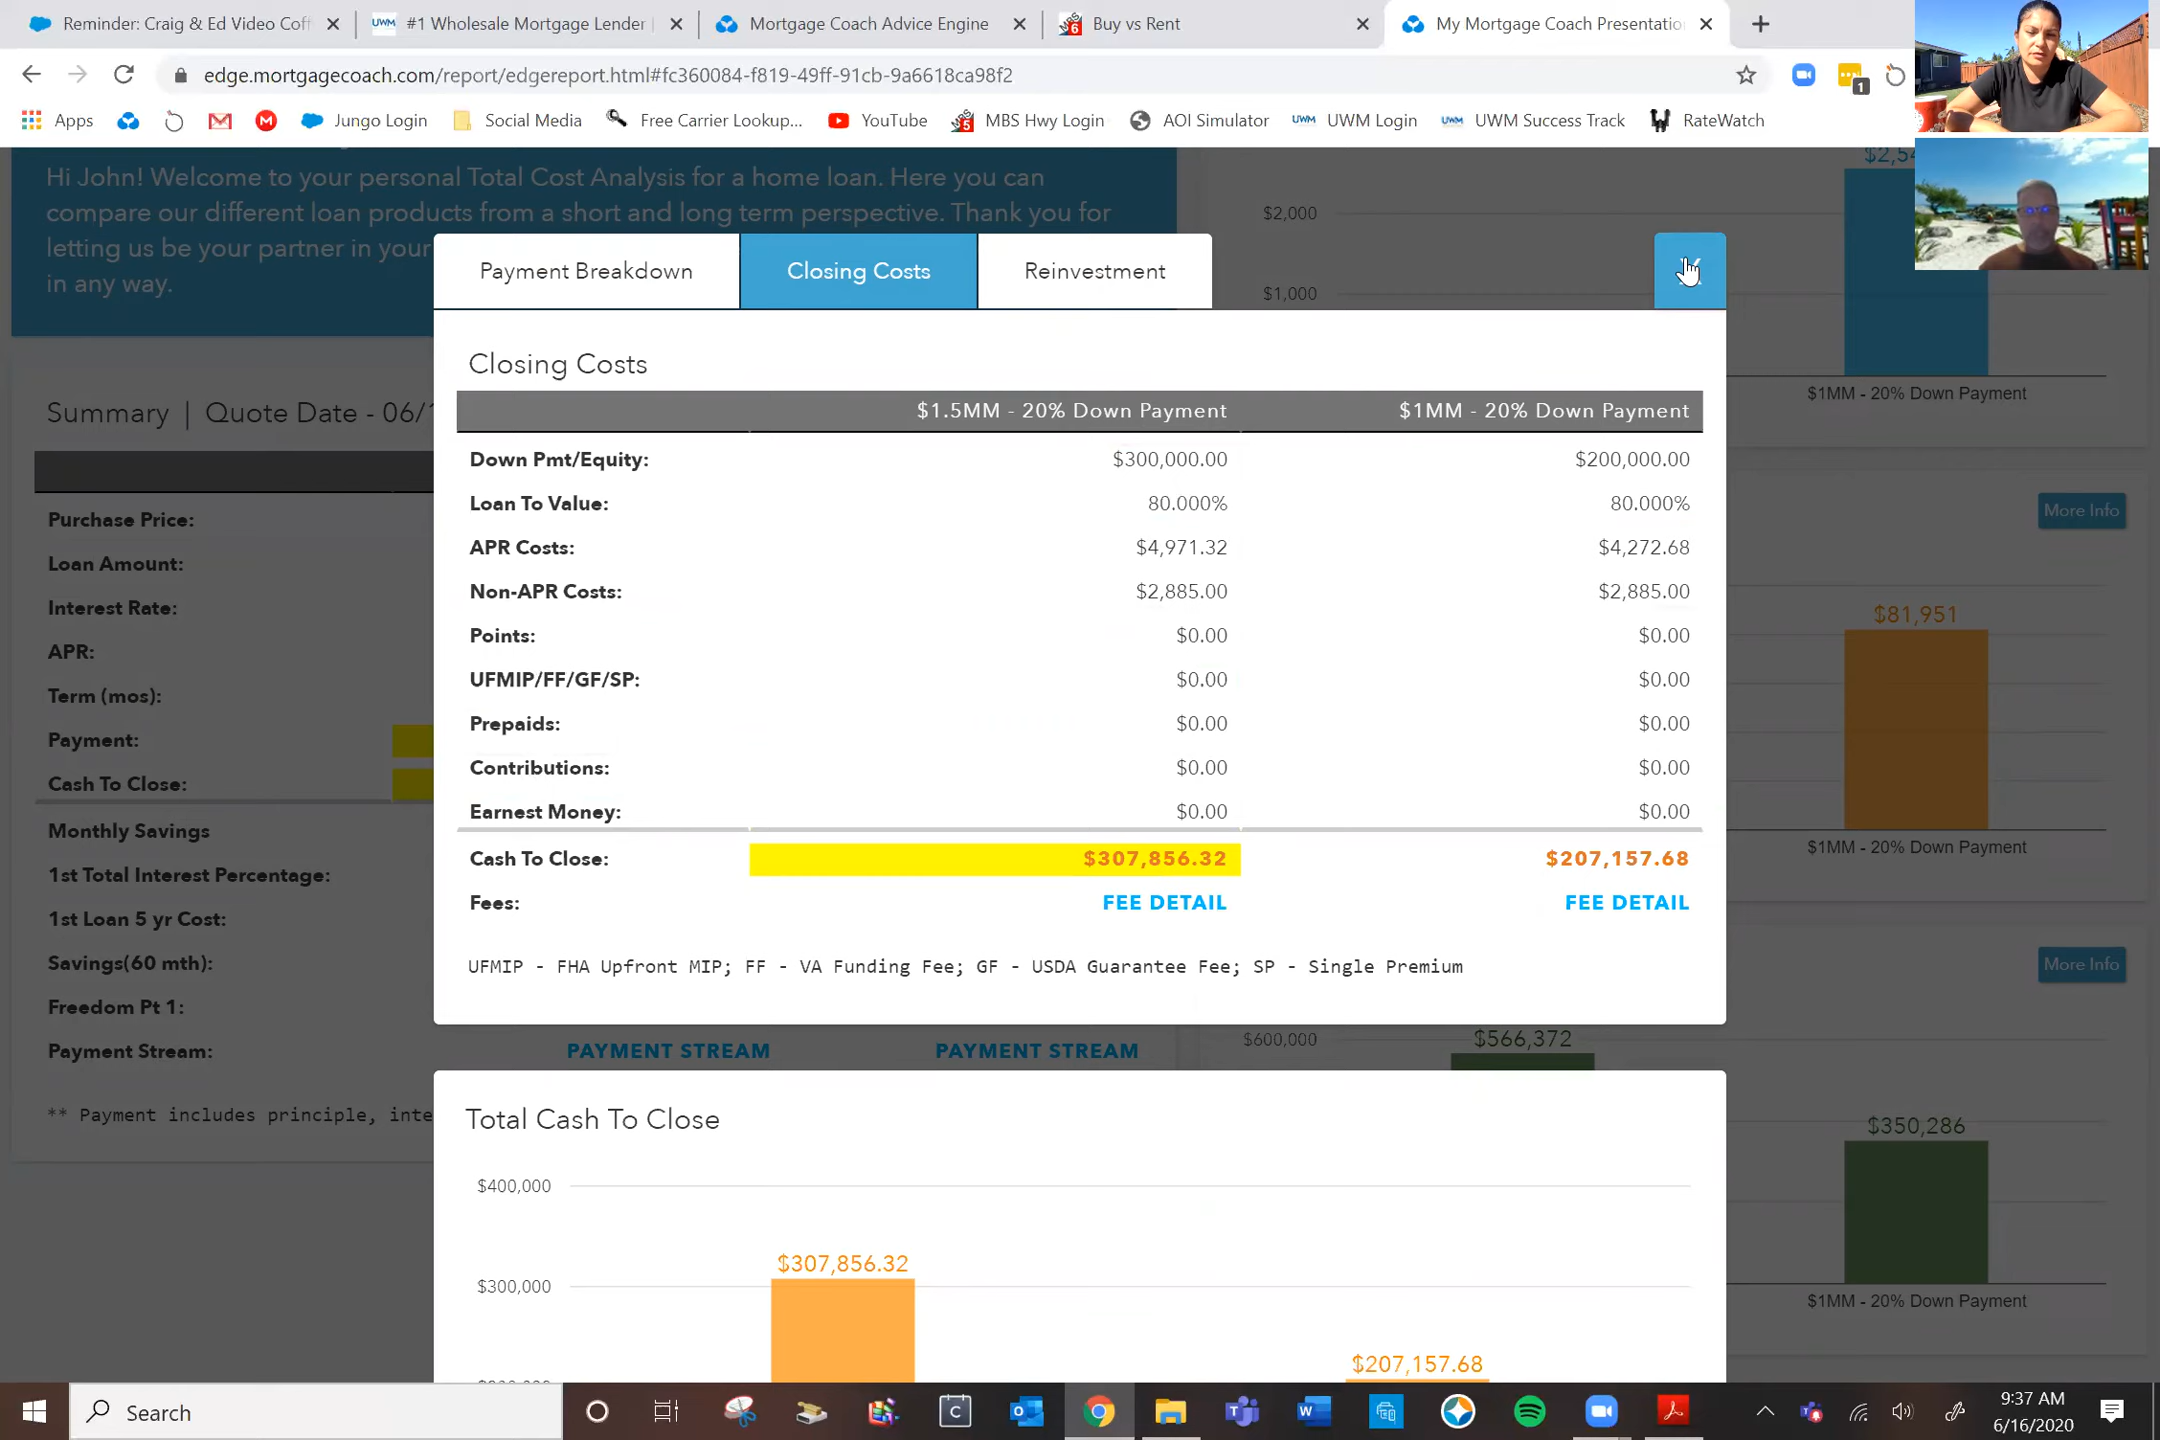 Reminder: Craig & Ed Video Cof
#1 Wholesale Mortgage Lender
Mortgage Coach Advice Engine
Buy vs Rent
My Mortgage Coach Presentatio
edge.mortgagecoach.com/report/edgereport.html#fc360084-f819-49ff-91cb-9a6618ca98f2
Apps
Jungo Login
Social Media
Free Carrier Lookup...
YouTube
MBS Hwy Login
AOI Simulator
UWM Login
UWM Success Track
RateWatch
Hi John! Welcome to your personal Total Cost Analysis for a home loan. Here you can
compare our different loan products from a short and long term perspective. Thank you for
letting us be your partner in your
in any way.
Payment Breakdown
Closing Costs
Reinvestment
$2,000
$1,000
$1MM - 20% Down Payment
Summary | Quote Date - 06/1
Purchase Price:
Loan Amount:
Interest Rate:
APR:
Term (mos):
Payment:
Cash To Close:
Monthly Savings
1st Total Interest Percentage:
1st Loan 5 yr Cost:
Savings(60 mth):
Freedom Pt 1:
Payment Stream:
PAYMENT STREAM PAYMENT STREAM
** Payment includes principle, inte
Closing Costs
$1.5MM - 20% Down Payment $1MM - 20% Down Payment
Down Pmt/Equity: $300,000.00 $200,000.00
Loan To Value: 80.000% 80.000%
APR Costs: $4,971.32 $4,272.68
Non-APR Costs: $2,885.00 $2,885.00
Points: $0.00 $0.00
UFMIP/FF/GF/SP: $0.00 $0.00
Prepaids: $0.00 $0.00
Contributions: $0.00 $0.00
Earnest Money: $0.00 $0.00
Cash To Close: $307,856.32 $207,157.68
Fees: FEE DETAIL FEE DETAIL
UFMIP - FHA Upfront MIP; FF - VA Funding Fee; GF - USDA Guarantee Fee; SP - Single Premium
More Info
$81,951
$1MM - 20% Down Payment
More Info
$600,000
$566,372
$350,286
$1MM - 20% Down Payment
Total Cash To Close
$400,000
$307,856.32
$300,000
$207,157.68
Search
9:37 AM
6/16/2020